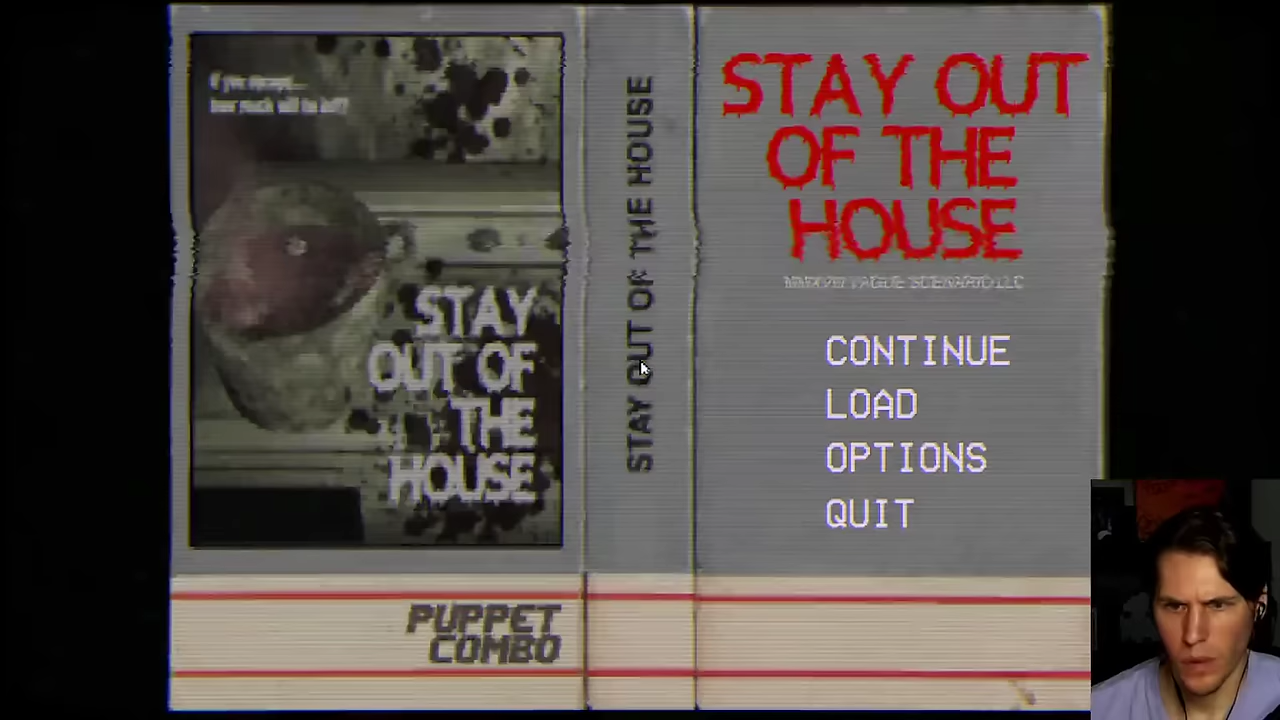 STAY
OUT OF
THE
HOUSE
PUPPET
COMBO
STAY OUT OF THE HOUSE
STAY OUT
OF THE
HOUSE
CONTINUE
LOAD
OPTIONS
QUIT